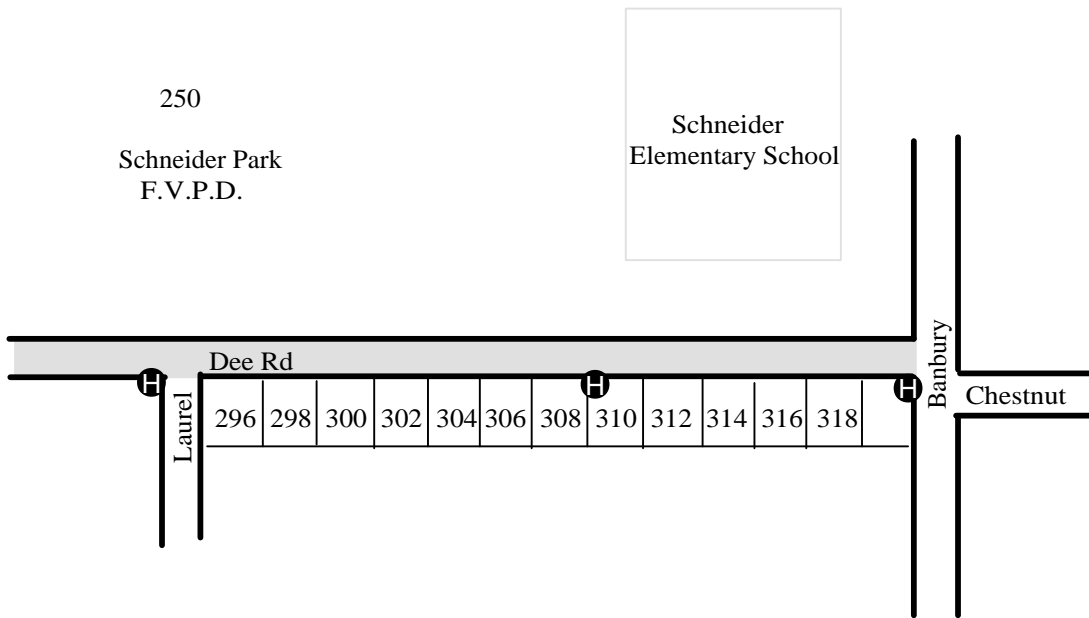 250
Schneider Park
F.V.P.D.
Schneider
Elementary School
Dee Rd
H
H
H
Laurel
296 298 300 302 304 306 308 310 312 314 316 318
Banbury
Chestnut